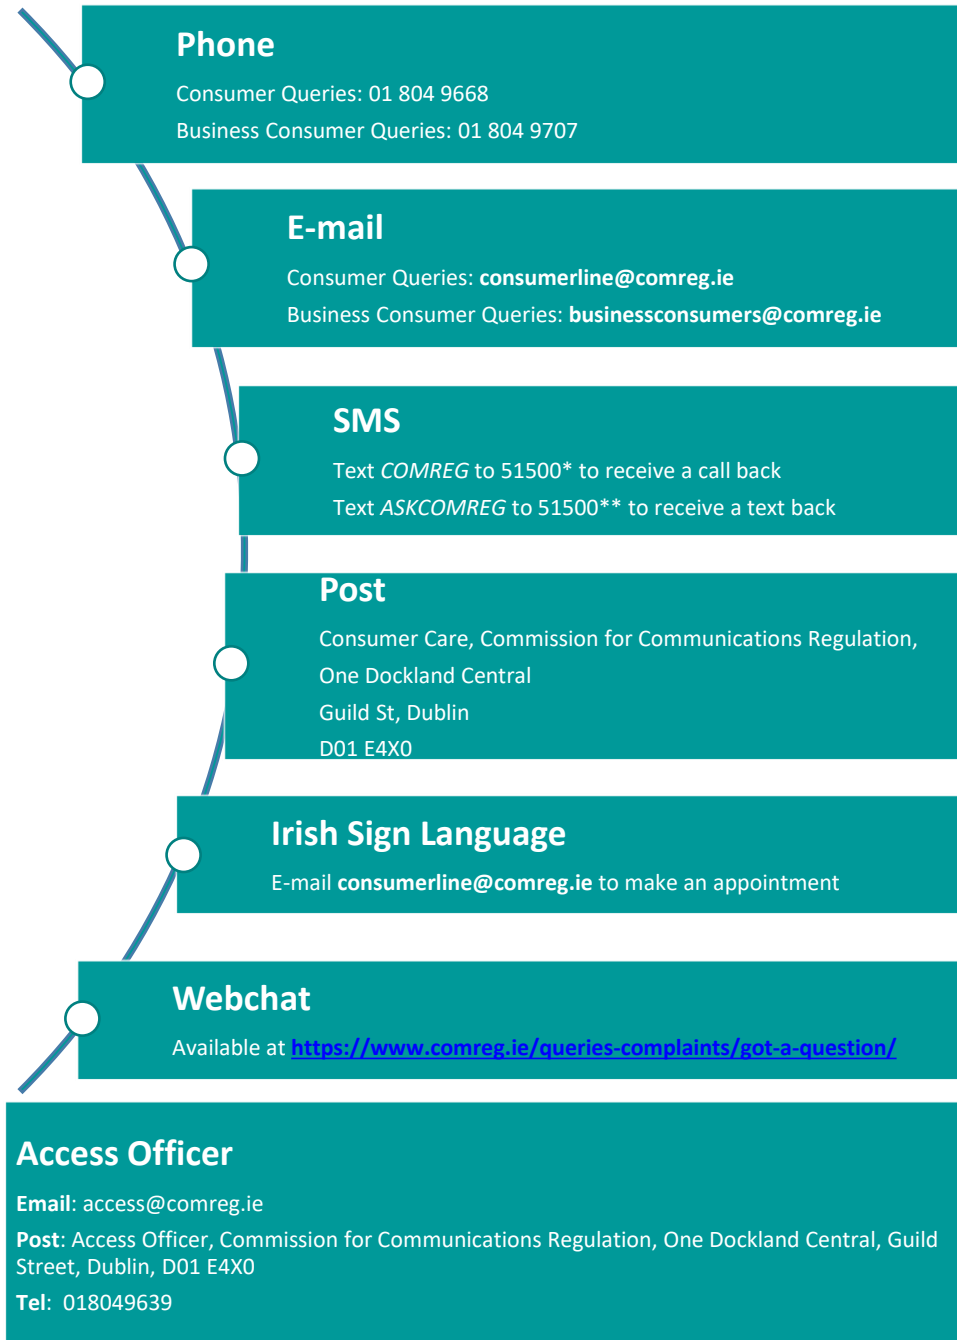 Phone
Consumer Queries: 01 804 9668
Business Consumer Queries: 01 804 9707
E-mail
Consumer Queries: consumerline@comreg.ie
Business Consumer Queries: businessconsumers@comreg.ie
SMS
Text COMREG to 51500* to receive a call back
Text ASKCOMREG to 51500** to receive a text back
Post
Consumer Care, Commission for Communications Regulation,
One Dockland Central
Guild St, Dublin
D01 E4X0
Irish Sign Language
E-mail consumerline@comreg.ie to make an appointment
Webchat
Available at https://www.comreg.ie/queries-complaints/got-a-question/
Access Officer
Email: access@comreg.ie
Post: Access Officer, Commission for Communications Regulation, One Dockland Central, Guild
Street, Dublin, D01 E4X0
Tel: 018049639